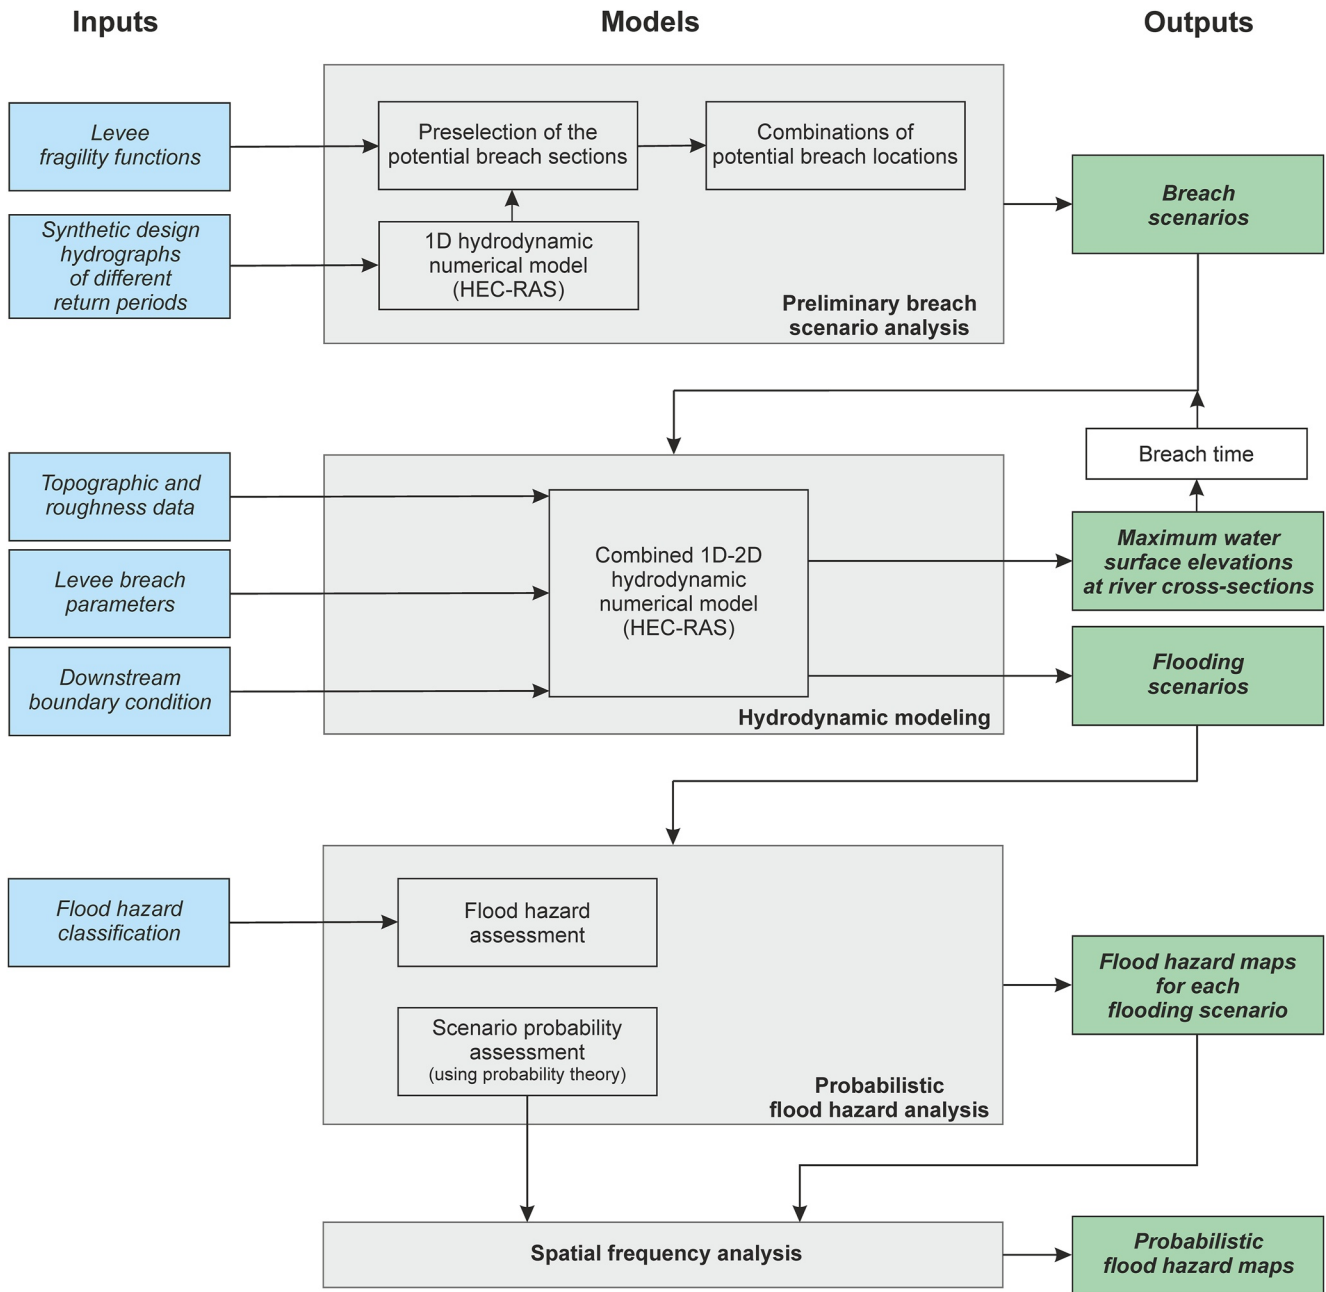 Inputs
Models
Outputs
Levee
fragility functions
Preselection of the
potential breach sections
Combinations of
potential breach locations
Breach
scenarios
Synthetic design
hydrographs
of different
return periods
1D hydrodynamic
numerical model
(HEC-RAS)
Preliminary breach
scenario analysis
Breach time
Topographic and
roughness data
Levee breach
parameters
Downstream
boundary condition
Combined 1D-2D
hydrodynamic
numerical model
(HEC-RAS)
Hydrodynamic modeling
Maximum water
surface elevations
at river cross-sections
Flooding
scenarios
Flood hazard
classification
Flood hazard
assessment
Scenario probability
assessment
(using probability theory)
Probabilistic
flood hazard analysis
Flood hazard maps
for each
flooding scenario
Spatial frequency analysis
Probabilistic
flood hazard maps